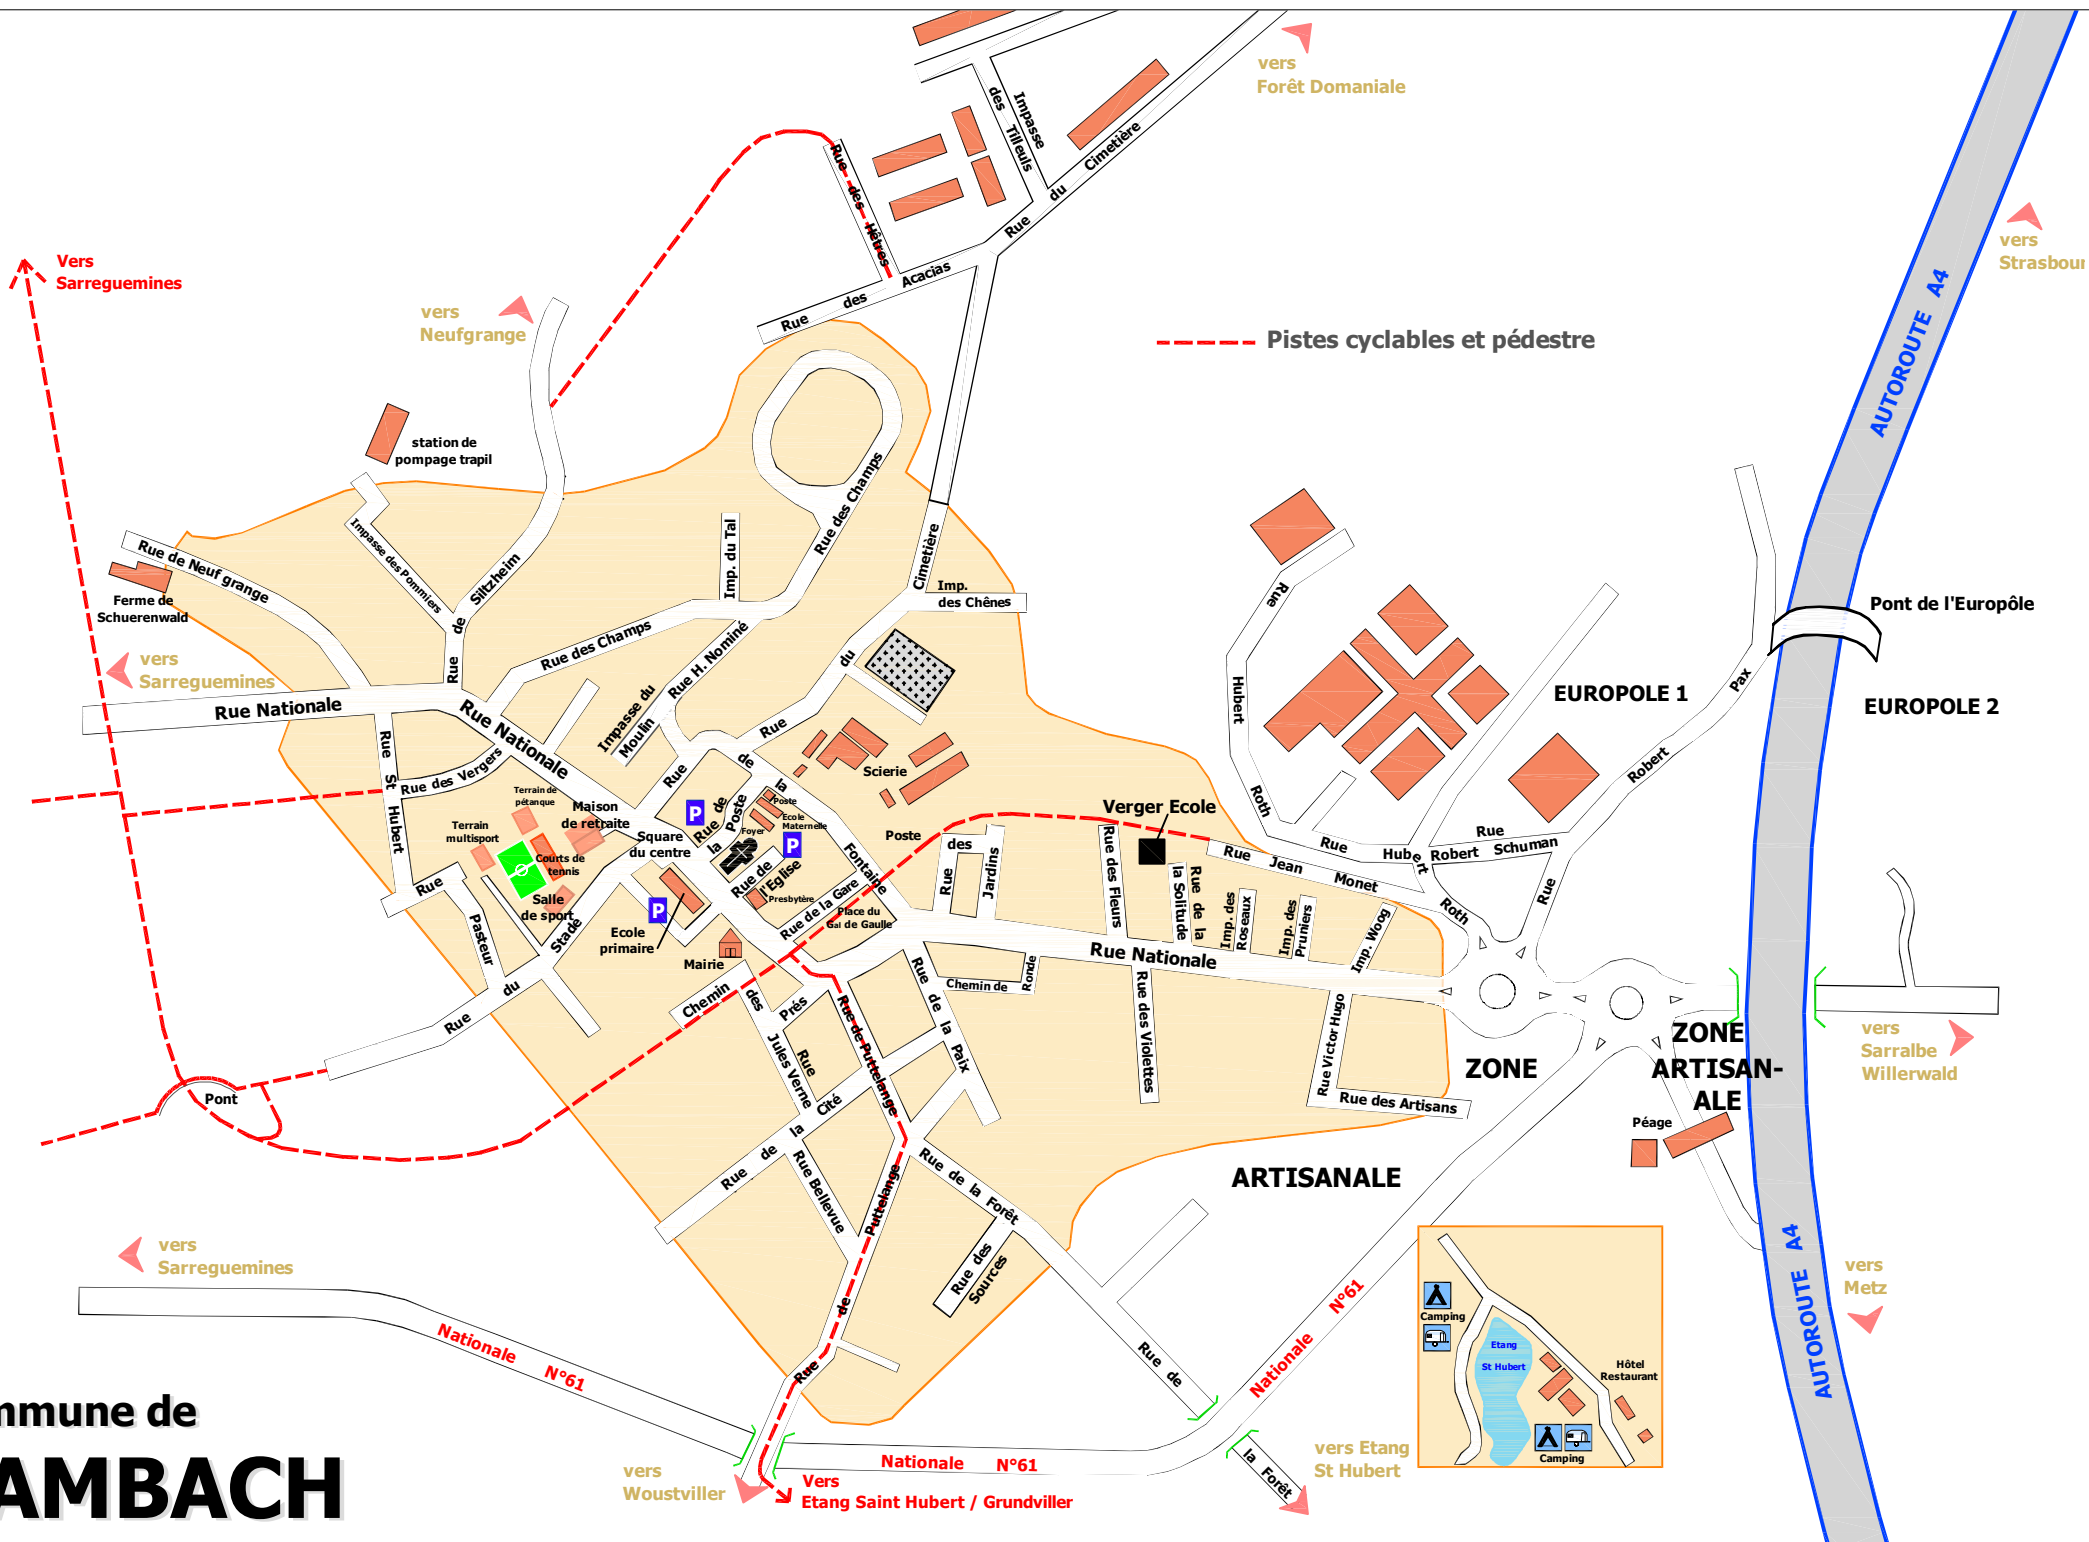 vers
Forêt Domaniale
Impasse
des Tilleuls
Rue du Cimetière
Rue des Hêtres
Rue des Acacias
Vers
Sarreguemines
vers
Neufgrange
vers
Strasbour
AUTOROUTE A4
Pistes cyclables et pédestre
station de
pompage trapil
Impasse des Pommiers
Rue de Siltzheim
Rue de Neuf grange
Ferme de
Schuerenwald
vers
Sarreguemines
Rue Nationale
Rue Nationale
Rue des Champs
Rue des Champs
Imp. du Tal
Rue H. Nominé
Impasse du
Moulin
Cimetière
du
Rue
Imp.
des Chênes
Rue
Hubert
Roth
EUROPOLE 1
Pont de l'Europôle
EUROPOLE 2
Rue
Robert
Pax
Rue St Hubert
Rue des Vergers
Terrain de
pétanque
Maison
de retraite
Terrain
multisport
Courts de
tennis
Salle
de sport
Square
du centre
P
Rue de
la Poste
Poste
Ecole
Maternelle
Foyer
P
Rue de la Fontaine
Scierie
Poste
Rue de
l'Eglise
Presbytère
Rue de la Gare
Place du
Gal de Gaulle
P
Ecole
primaire
Mairie
Verger Ecole
Rue des Jardins
Rue des Fleurs
Rue de la
la Solitude
Imp. des
Roseaux
Imp. des
Pruniers
Imp. Woog
Rue Jean Monet
Rue Hubert Roth
Rue
Robert Schuman
Rue Nationale
Chemin de
Ronde
Rue Pasteur
Rue du Stade
Chemin des Prés
Rue
Jules Verne
Rue de Puttelange
Rue de la Paix
Rue des Violettes
Rue Victor Hugo
Rue des Artisans
ZONE
ARTISANALE
ZONE
ARTISAN-
ALE
vers
Sarralbe
Willerwald
Péage
Pont
Rue de la Cité
Rue Bellevue
Rue de Puttelange
Rue de la Forêt
Rue des
Sources
Rue de
la Forêt
vers
Sarreguemines
Nationale N°61
Nationale N°61
Nationale N°61
vers
Woustviller
Vers
Etang Saint Hubert / Grundviller
vers Etang
St Hubert
Camping
Etang
St Hubert
Hôtel
Restaurant
Camping
AUTOROUTE A4
AUTOROUTE A4
vers
Metz
mmune de
AMBACH